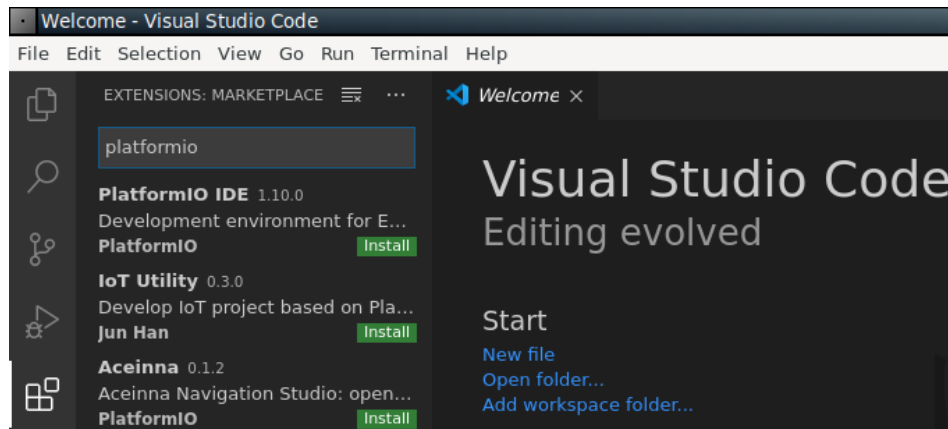 Welcome - Visual Studio Code
File Edit Selection View Go Run Terminal Help
EXTENSIONS: MARKETPLACE
platformio
PlatformIO IDE 1.10.0
Development environment for E...
PlatformIO Install
IoT Utility 0.3.0
Develop IoT project based on Pla...
Jun Han Install
Aceinna 0.1.2
Aceinna Navigation Studio: open...
PlatformIO Install
Welcome
Visual Studio Code
Editing evolved
Start
New file
Open folder...
Add workspace folder...